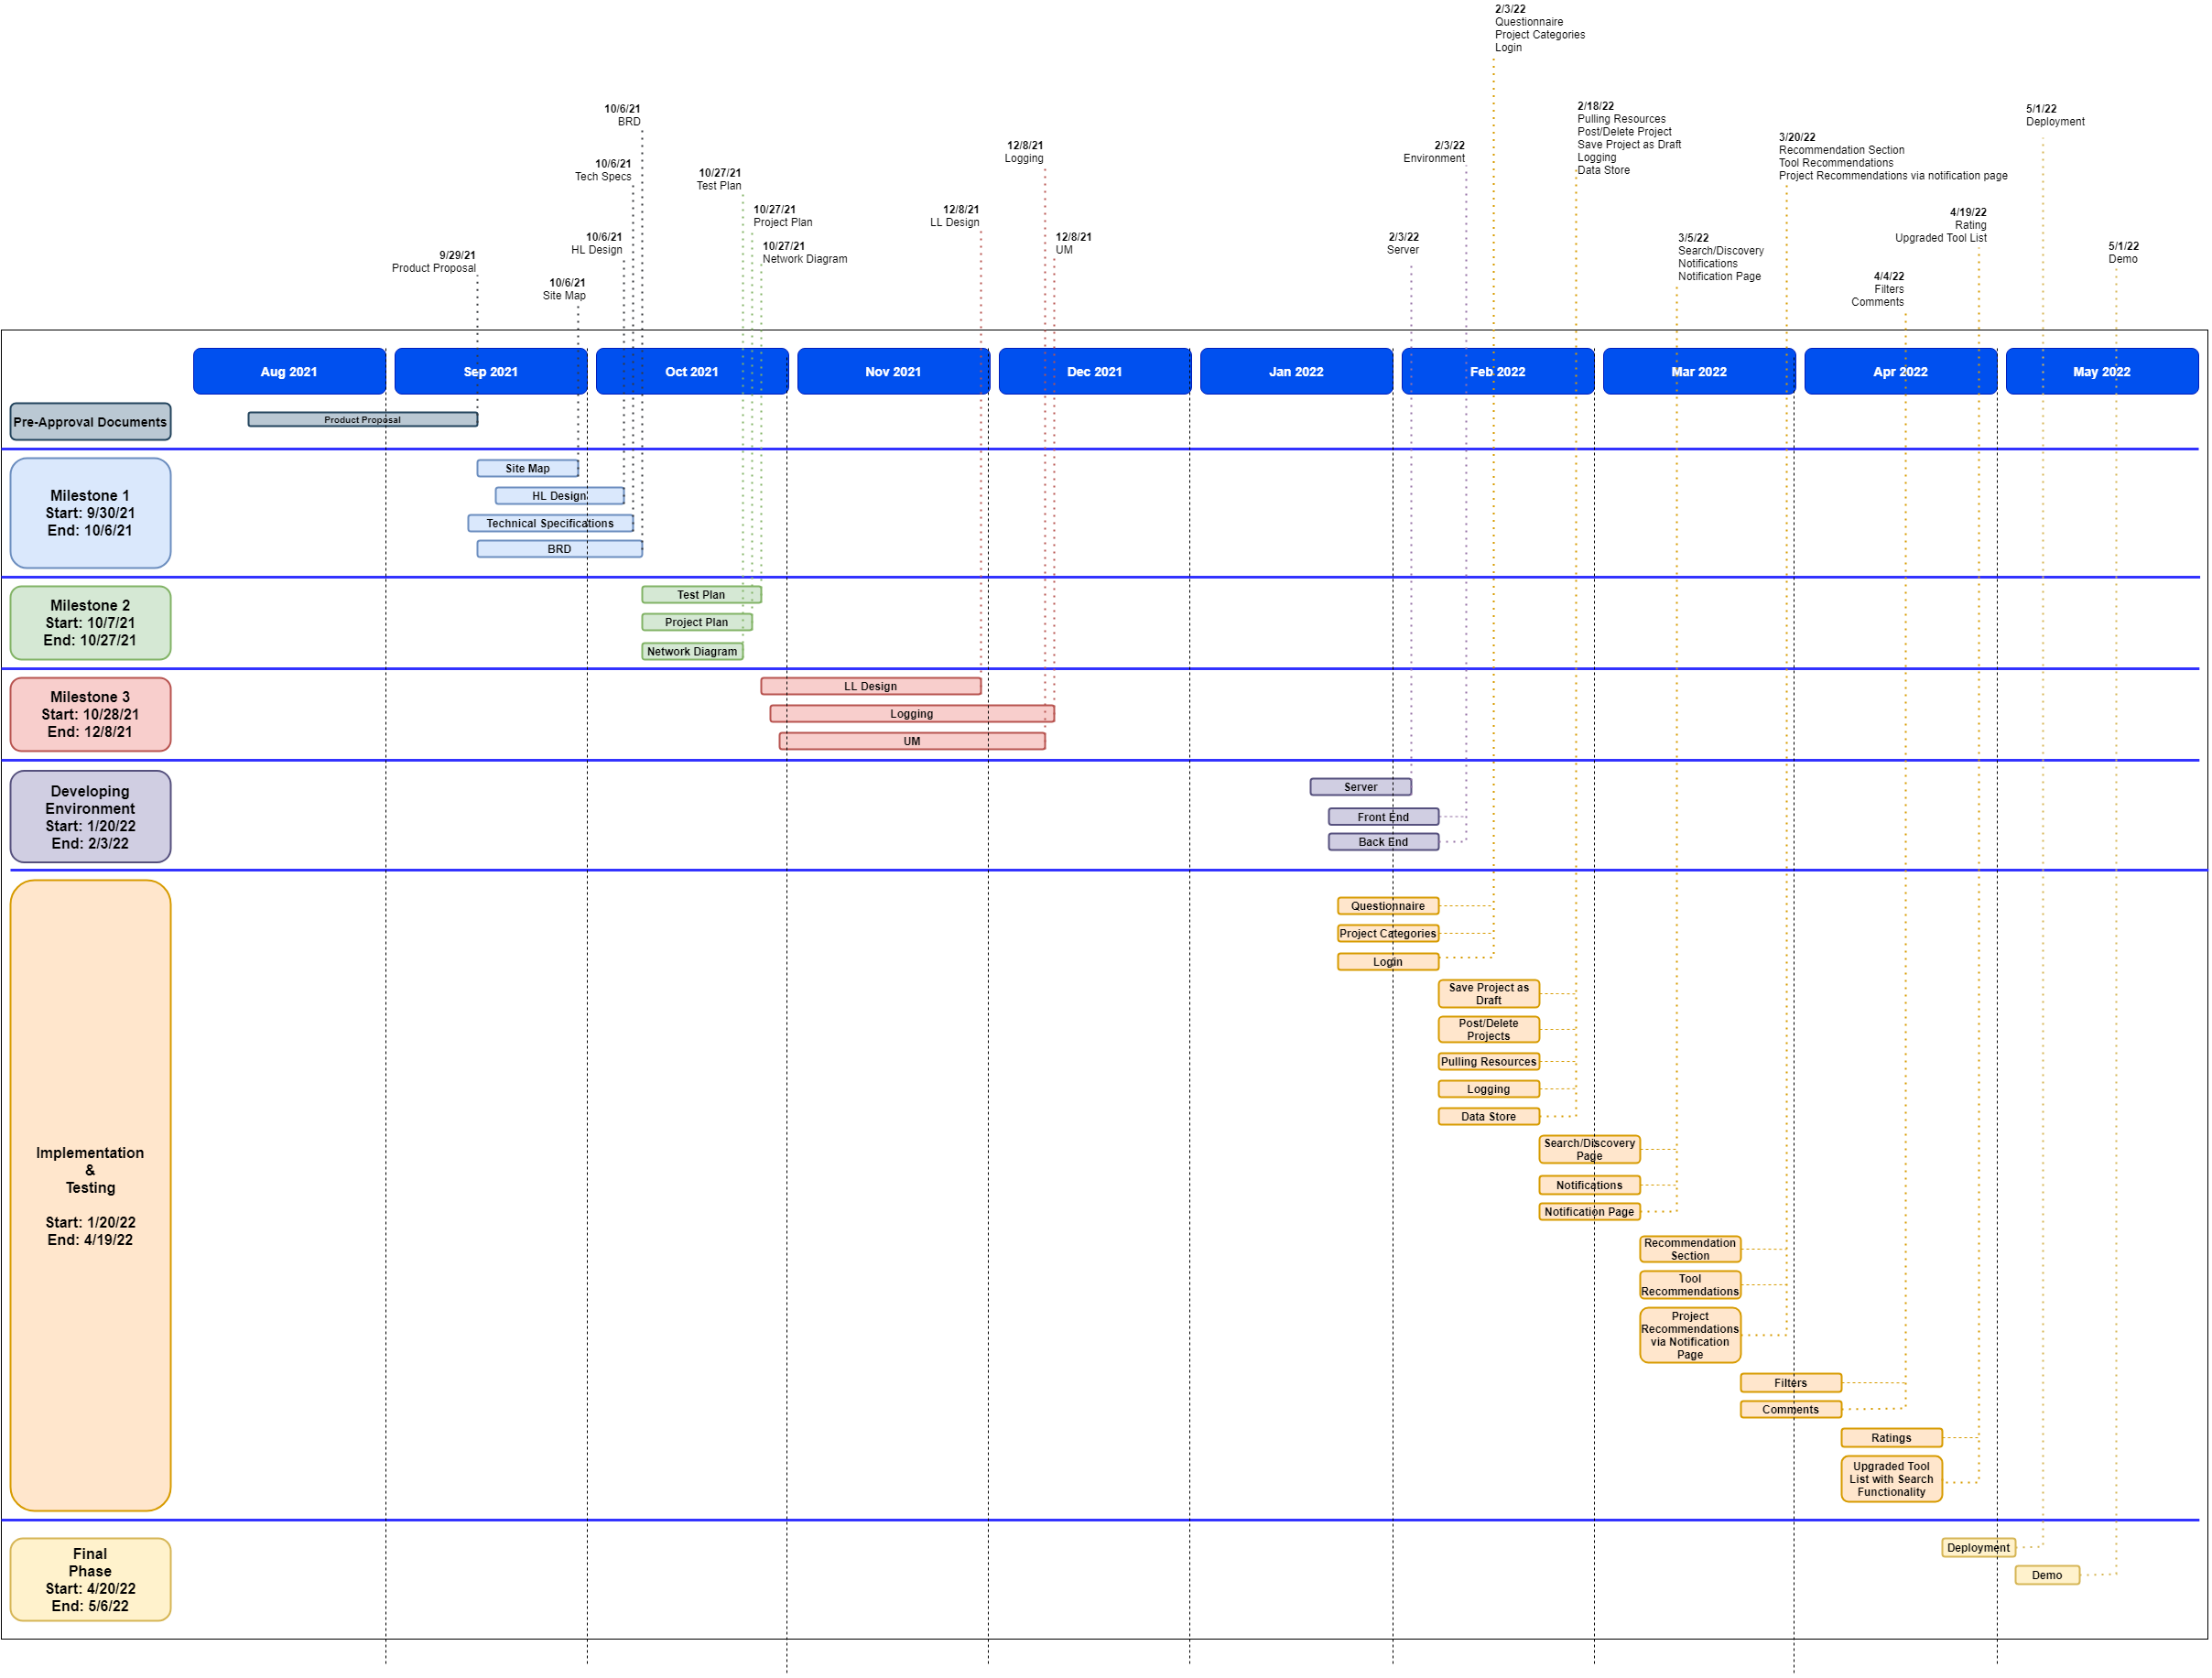 2/3/22
Questionnaire
Project Categories
Login
10/6/21
BRD
2/18/22
Pulling Resources
Post/Delete Project
Save Project as Draft
Logging
Data Store
5/1/22
Deployment
3/20/22
Recommendation Section
Tool Recommendations
Project Recommendations via notification page
12/8/21
Logging
2/3/22
Environment
10/6/21
Tech Specs
10/27/21
Test Plan
10/27/21
Project Plan
12/8/21
LL Design
4/19/22
Rating
Upgraded Tool List
10/6/21
HL Design
12/8/21
UM
2/3/22
Server
3/5/22
Search/Discovery
Notifications
Notification Page
10/27/21
Network Diagram
5/1/22
Demo
9/29/21
Product Proposal
4/4/22
Filters
Comments
10/6/21
Site Map
Aug 2021
Sep 2021
Oct 2021
Nov 2021
Dec 2021
Jan 2022
Feb 2022
Mar 2022
Apr 2022
May 2022
Pre-Approval Documents
Product Proposal
Milestone 1
Start: 9/30/21
End: 10/6/21
Site Map
HL Design
Technical Specifications
BRD
Milestone 2
Start: 10/7/21
End: 10/27/21
Test Plan
Project Plan
Network Diagram
Milestone 3
Start: 10/28/21
End: 12/8/21
LL Design
Logging
UM
Developing
Environment
Start: 1/20/22
End: 2/3/22
Server
Front End
Back End
Implementation
&
Testing
Start: 1/20/22
End: 4/19/22
Questionnaire
Project Categories
Login
Save Project as
Draft
Post/Delete
Projects
Pulling Resources
Logging
Data Store
Search/Discovery
Page
Notifications
Notification Page
Recommendation
Section
Tool
Recommendations
Project
Recommendations
via Notification
Page
Filters
Comments
Ratings
Upgraded Tool
List with Search
Functionality
Final
Phase
Start: 4/20/22
End: 5/6/22
Deployment
Demo